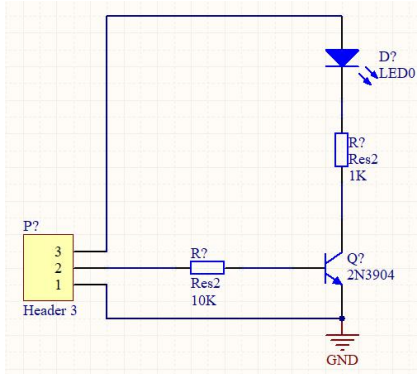 D?
LED0
R?
Res2
1K
P?
3
2
1
Header 3
R?
Res2
10K
Q?
2N3904
GND